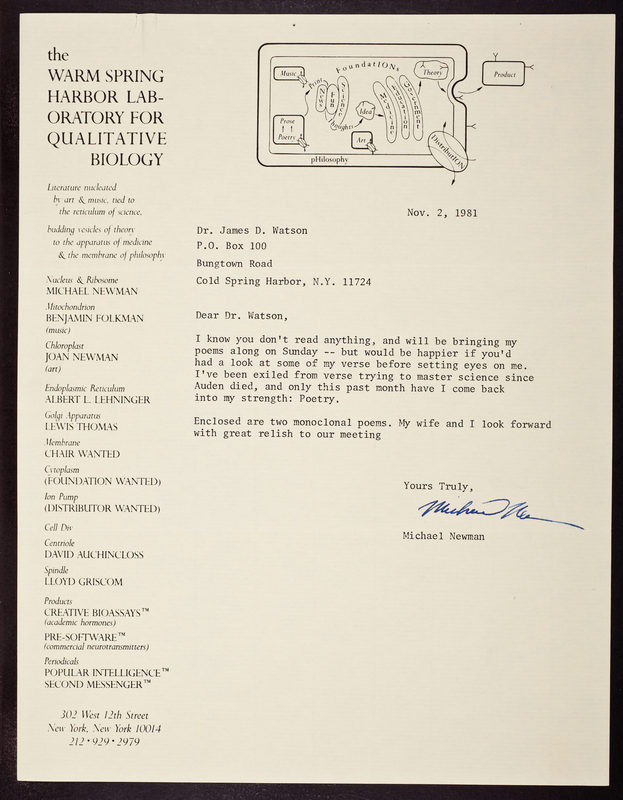 the
WARM SPRING
HARBOR LAB-
ORATORY FOR
QUALITATIVE
BIOLOGY
Literature nucleated
by art & music, tied to
the reticulum of science,
budding vesicles of theory
to the apparatus of medicine
& the membrane of philosophy
Nucleus & Ribosome
MICHAEL NEWMAN
Mitochondrion
BENJAMIN FOLKMAN
(music)
Chloroplast
JOAN NEWMAN
(art)
Endoplasmic Reticulum
ALBERT L. LEHNINGER
Golgi Apparatus
LEWIS THOMAS
Membrane
CHAIR WANTED
Cytoplasm
(FOUNDATION WANTED)
Ion Pump
(DISTRIBUTOR WANTED)
Cell Div
Centriole
DAVID AUCHINCLOSS
Spindle
LLOYD GRISCOM
Products
CREATIVE BIOASSAYS™
(academic hormones)
PRE-SOFTWARE™
(commercial neurotransmitters)
Periodicals
POPULAR INTELLIGENCE™
SECOND MESSENGER™
302 West 12th Street
New York, New York 10014
212·929·2979
FoundatIONs
Music
Print
News
Fun
Science
Thoughts
Idea
Prose
Poetry
Art
Medicine
Education
Government
Theory
Product
DistributION
pHilosophy
Nov. 2, 1981
Dr. James D. Watson
P.O. Box 100
Bungtown Road
Cold Spring Harbor, N.Y. 11724
Dear Dr. Watson,
I know you don't read anything, and will be bringing my
poems along on Sunday -- but would be happier if you'd
had a look at some of my verse before setting eyes on me.
I've been exiled from verse trying to master science since
Auden died, and only this past month have I come back
into my strength: Poetry.
Enclosed are two monoclonal poems. My wife and I look forward
with great relish to our meeting
Yours Truly,
Michael Newman